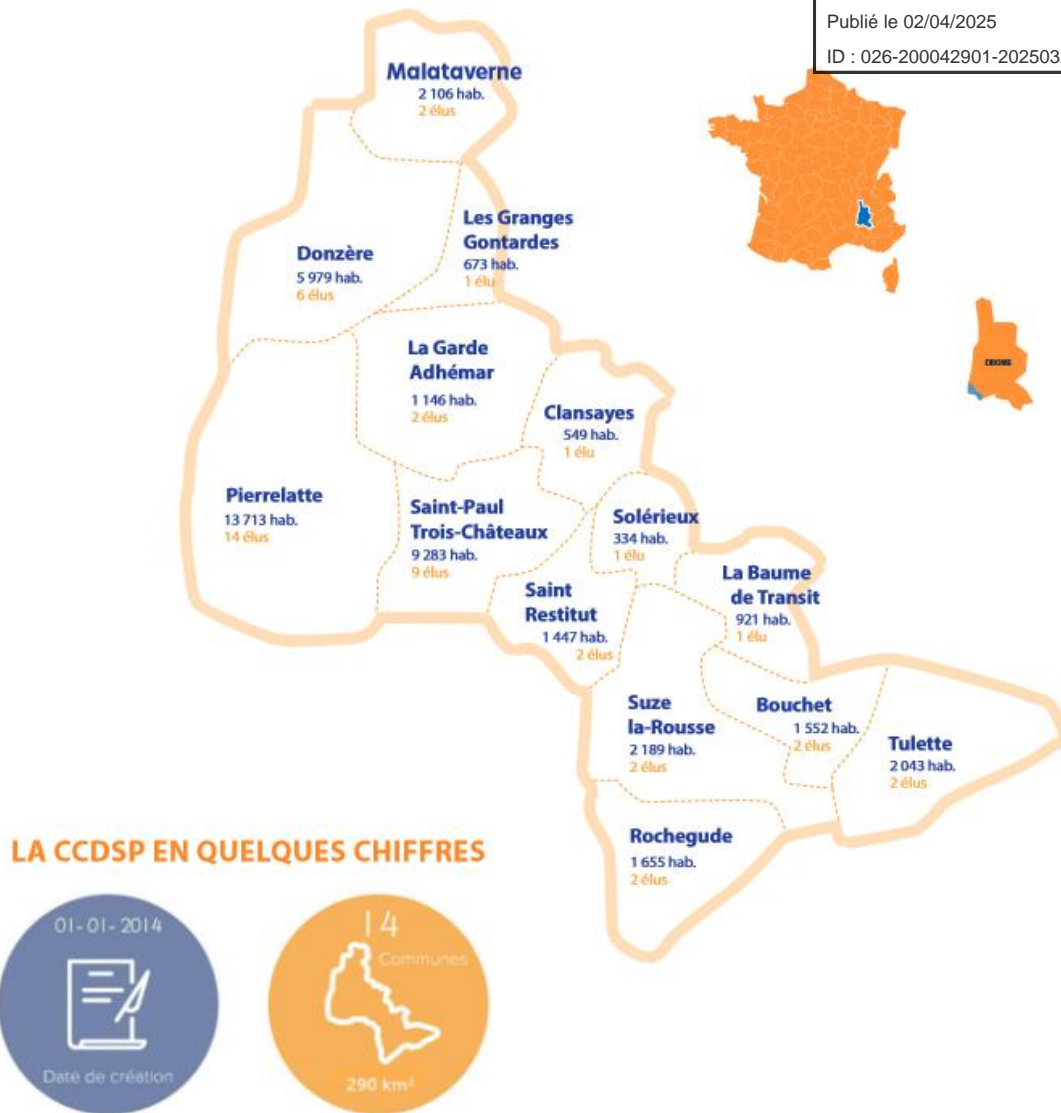 Publié le 02/04/2025
ID : 026-200042901-202503
Malataverne
2 106 hab.
2 élus
Les Granges
Gontardes
673 hab.
1 élu
Donzère
5 979 hab.
6 élus
La Garde
Adhémar
1 146 hab.
2 élus
Clansayes
549 hab.
1 élu
DROME
Pierrelatte
13 713 hab.
14 élus
Saint-Paul
Trois-Châteaux
9 283 hab.
9 élus
Solérieux
334 hab.
1 élu
La Baume
de Transit
921 hab.
1 élu
Saint
Restitut
1 447 hab.
2 élus
Suze
la-Rousse
2 189 hab.
2 élus
Bouchet
1 552 hab.
2 élus
Tulette
2 043 hab.
2 élus
Rochegude
1 655 hab.
2 élus
LA CCDSP EN QUELQUES CHIFFRES
01-01-2014
Date de création
14
Communes
290 km²